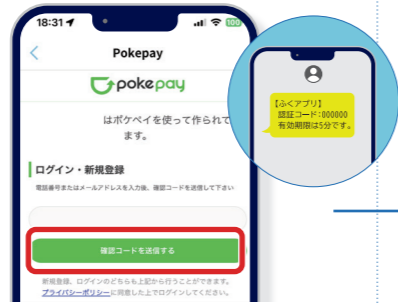 18:31
100
Pokepay
pokepay
はポケペイを使って作られて
ます。
ログイン・新規登録
電話番号またはメールアドレスを入力後、確認コードを送信して下さい
確認コードを送信する
新規登録、ログインのどちらも上記から行うことができます。
プライバシーポリシーに同意した上でログインしてください。
【ふくアプリ】
認証コード:000000
有効期限は5分です。